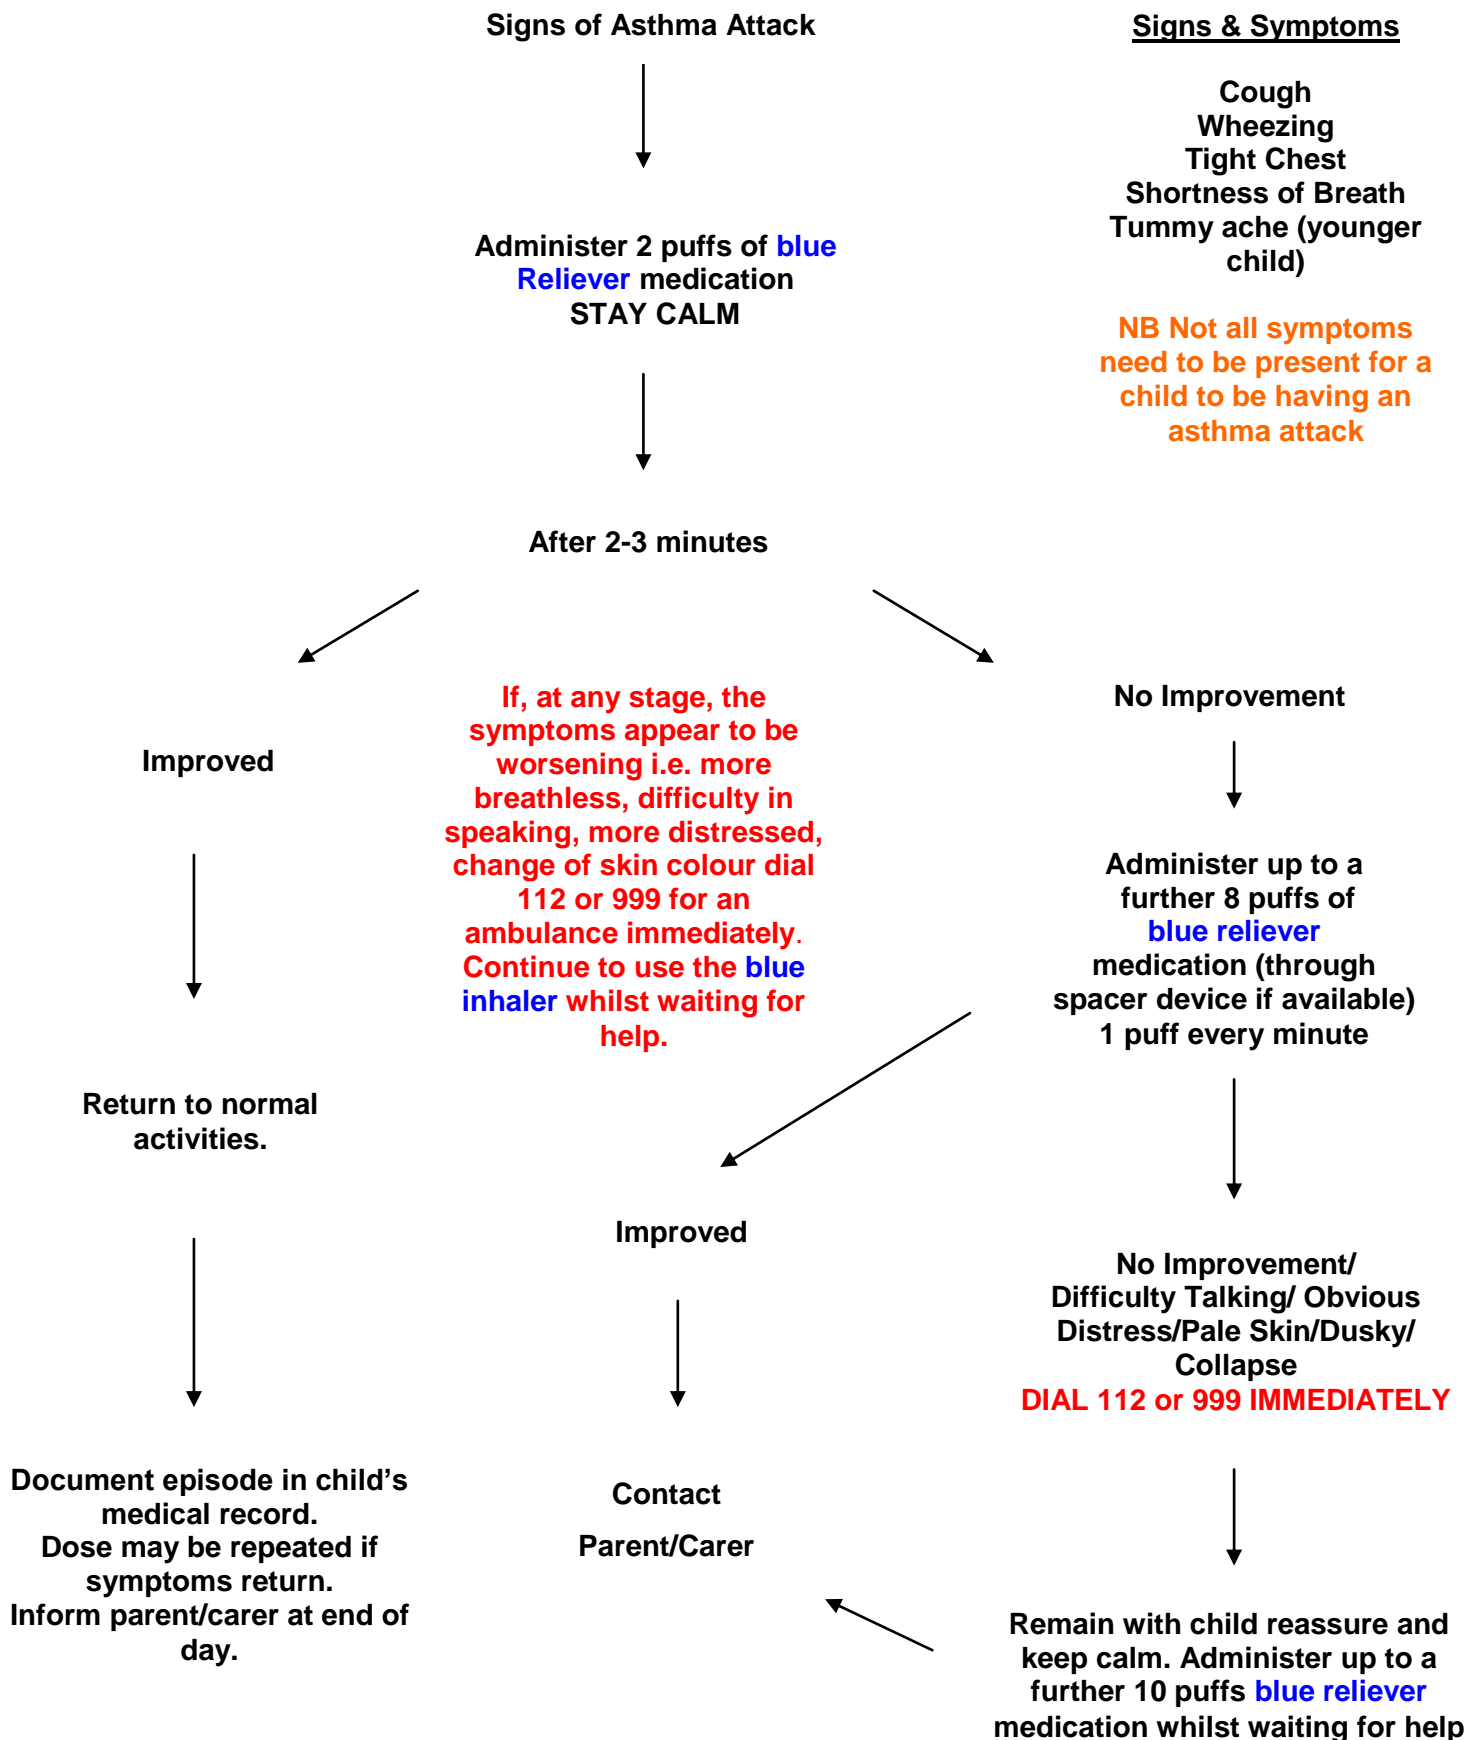 Signs of Asthma Attack
Signs & Symptoms
Cough
Wheezing
Tight Chest
Shortness of Breath
Tummy ache (younger
child)
NB Not all symptoms
need to be present for a
child to be having an
asthma attack
Administer 2 puffs of blue
Reliever medication
STAY CALM
After 2-3 minutes
Improved
Return to normal
activities.
Document episode in child’s
medical record.
Dose may be repeated if
symptoms return.
Inform parent/carer at end of
day.
If, at any stage, the
symptoms appear to be
worsening i.e. more
breathless, difficulty in
speaking, more distressed,
change of skin colour dial
112 or 999 for an
ambulance immediately.
Continue to use the blue
inhaler whilst waiting for
help.
No Improvement
Administer up to a
further 8 puffs of
blue reliever
medication (through
spacer device if available)
1 puff every minute
Improved
Contact
Parent/Carer
No Improvement/
Difficulty Talking/ Obvious
Distress/Pale Skin/Dusky/
Collapse
DIAL 112 or 999 IMMEDIATELY
Remain with child reassure and
keep calm. Administer up to a
further 10 puffs blue reliever
medication whilst waiting for help